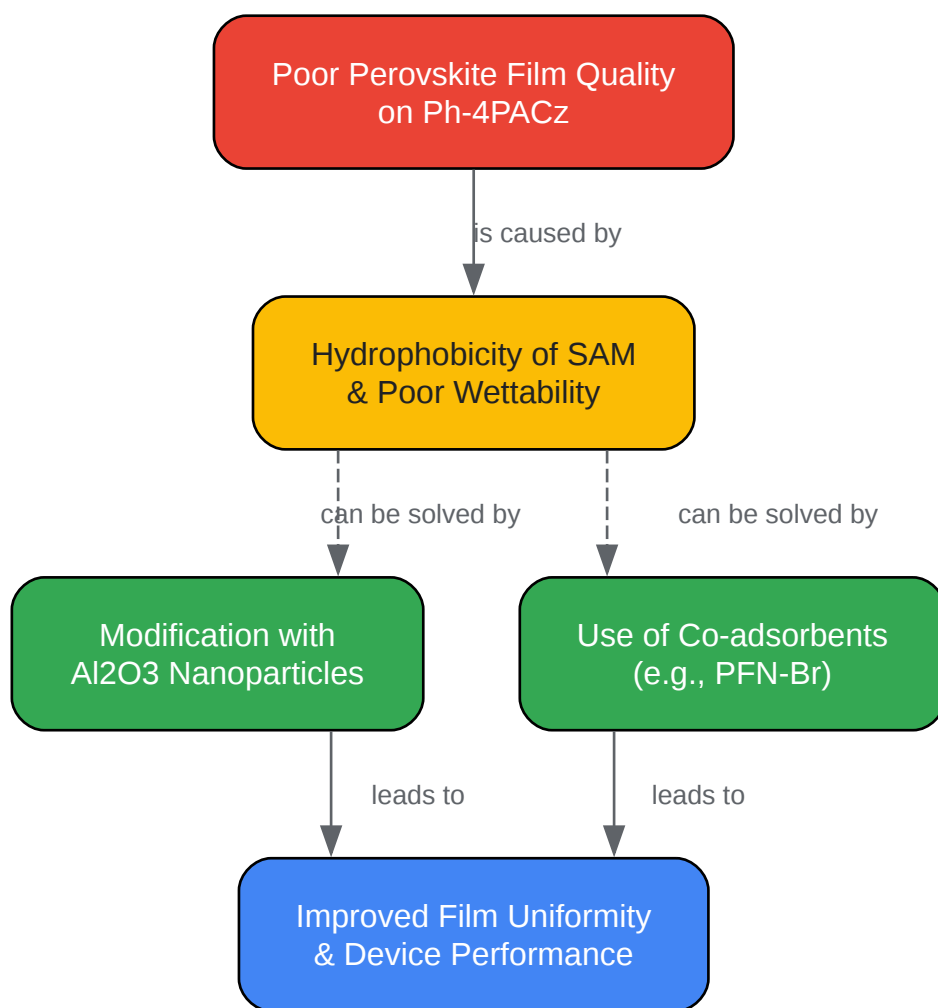 Poor Perovskite Film Quality
on Ph-4PACz
is caused by
Hydrophobicity of SAM
& Poor Wettability
can be solved by
can be solved by
Modification with
Al2O3 Nanoparticles
Use of Co-adsorbents
(e.g., PFN-Br)
leads to
leads to
Improved Film Uniformity
& Device Performance